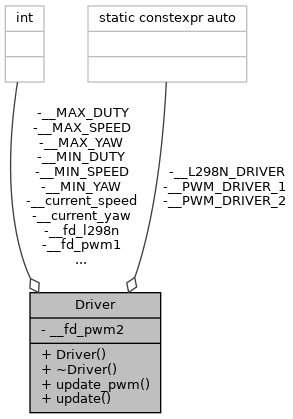 int
static constexpr auto
-__MAX_DUTY
-__MAX_SPEED
-__MAX_YAW
-__MIN_DUTY
-__MIN_SPEED
-__MIN_YAW
-__current_speed
-__current_yaw
-__fd_l298n
-__fd_pwm1
...
-__L298N_DRIVER
-__PWM_DRIVER_1
-__PWM_DRIVER_2
Driver
- __fd_pwm2
+ Driver()
+ ~Driver()
+ update_pwm()
+ update()